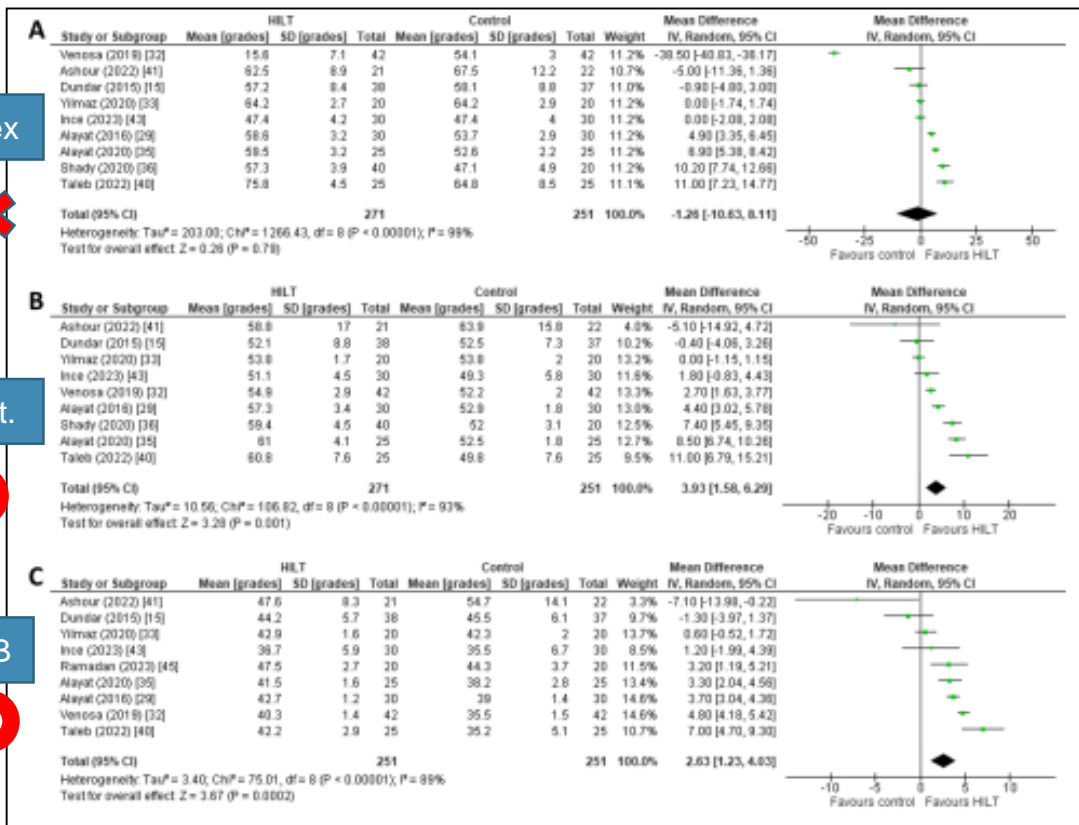 HILT Control Mean Difference Mean Difference
A Study or Subgroup Mean [grades] SD [grades] Total Mean [grades] SD [grades] Total Weight IV, Random, 95% CI IV, Random, 95% CI
Venosa (2019) [32] 15.6 7.1 42 54.1 3 42 11.2% -38.50 [-40.83, -36.17]
Ashour (2022) [41] 62.5 8.9 21 67.5 12.2 22 10.7% -5.00 [-11.36, 1.36]
Dundar (2015) [15] 57.2 8.4 38 58.1 8.8 37 11.0% -0.90 [-4.80, 3.00]
Yilmaz (2020) [33] 64.2 2.7 20 64.2 2.9 20 11.2% 0.00 [-1.74, 1.74]
Ince (2023) [43] 47.4 4.2 30 47.4 4 30 11.2% 0.00 [-2.08, 2.08]
ex
Alayat (2016) [29] 58.6 3.2 30 53.7 2.9 30 11.2% 4.90 [3.35, 6.45]
Alayat (2020) [35] 59.5 3.2 25 52.6 2.2 25 11.2% 6.90 [5.38, 8.42]
Shady (2020) [36] 57.3 3.9 40 47.1 4.9 20 11.2% 10.20 [7.74, 12.66]
Taleb (2022) [40] 75.8 4.5 25 64.8 8.5 25 11.1% 11.00 [7.23, 14.77]
Total (95% CI) 271 251 100.0% -1.26 [-10.63, 8.11]
Heterogeneity: Tau² = 203.00; Chi² = 1266.43, df = 8 (P < 0.00001); I² = 99%
Test for overall effect: Z = 0.26 (P = 0.79)
-50 -25 0 25 50
Favours control Favours HILT
HILT Control Mean Difference Mean Difference
B Study or Subgroup Mean [grades] SD [grades] Total Mean [grades] SD [grades] Total Weight IV, Random, 95% CI IV, Random, 95% CI
Ashour (2022) [41] 58.8 17 21 63.9 15.8 22 4.0% -5.10 [-14.92, 4.72]
Dundar (2015) [15] 52.1 8.8 38 52.5 7.3 37 10.2% -0.40 [-4.06, 3.26]
Yilmaz (2020) [33] 53.8 1.7 20 53.8 2 20 13.2% 0.00 [-1.15, 1.15]
Ince (2023) [43] 51.1 4.5 30 49.3 5.8 30 11.6% 1.80 [-0.83, 4.43]
Venosa (2019) [32] 54.9 2.9 42 52.2 2 42 13.2% 2.70 [1.63, 3.77]
Alayat (2016) [29] 57.3 3.4 30 52.9 1.8 30 13.0% 4.40 [3.02, 5.78]
t.
Shady (2020) [36] 59.4 4.5 40 52 3.1 20 12.5% 7.40 [5.45, 9.35]
Alayat (2020) [35] 61 4.1 25 52.5 1.8 25 12.7% 8.50 [6.74, 10.26]
Taleb (2022) [40] 60.8 7.6 25 49.8 7.6 25 9.5% 11.00 [6.79, 15.21]
Total (95% CI) 271 251 100.0% 3.93 [1.58, 6.29]
Heterogeneity: Tau² = 10.56; Chi² = 106.82, df = 8 (P < 0.00001); I² = 93%
Test for overall effect: Z = 3.28 (P = 0.001)
-20 -10 0 10 20
Favours control Favours HILT
HILT Control Mean Difference Mean Difference
C Study or Subgroup Mean [grades] SD [grades] Total Mean [grades] SD [grades] Total Weight IV, Random, 95% CI IV, Random, 95% CI
Ashour (2022) [41] 47.6 8.3 21 54.7 14.1 22 3.3% -7.10 [-13.98, -0.22]
Dundar (2015) [15] 44.2 5.7 38 45.5 6.1 37 9.7% -1.30 [-3.97, 1.37]
Yilmaz (2020) [33] 42.9 1.6 20 42.3 2 20 13.7% 0.60 [-0.52, 1.72]
Ince (2023) [43] 36.7 5.9 30 35.5 6.7 30 8.5% 1.20 [-1.99, 4.39]
B
Ramadan (2023) [45] 47.5 2.7 20 44.3 3.7 20 11.5% 3.20 [1.19, 5.21]
Alayat (2020) [35] 41.5 1.6 25 38.2 2.8 25 13.4% 3.30 [2.04, 4.56]
Alayat (2016) [29] 42.7 1.2 30 39 1.4 30 14.6% 3.70 [3.04, 4.36]
Venosa (2019) [32] 40.3 1.4 42 35.5 1.5 42 14.6% 4.80 [4.18, 5.42]
Taleb (2022) [40] 42.2 2.9 25 35.2 5.1 25 10.7% 7.00 [4.70, 9.30]
Total (95% CI) 251 251 100.0% 2.63 [1.23, 4.03]
Heterogeneity: Tau² = 3.40; Chi² = 75.01, df = 8 (P < 0.00001); I² = 89%
Test for overall effect: Z = 3.67 (P = 0.0002)
-10 -5 0 5 10
Favours control Favours HILT